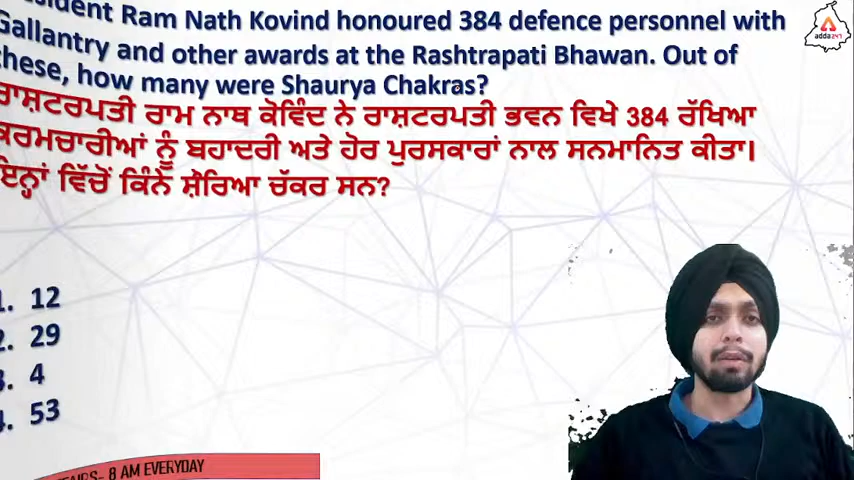 sident Ram Nath Kovind honoured 384 defence personnel with
Gallantry and other awards at the Rashtrapati Bhawan. Out of
these, how many were Shaurya Chakras?
ਰਾਸ਼ਟਰਪਤੀ ਰਾਮ ਨਾਥ ਕੋਵਿੰਦ ਨੇ ਰਾਸ਼ਟਰਪਤੀ ਭਵਨ ਵਿਖੇ 384 ਰੱਖਿਆ
ਕਰਮਚਾਰੀਆਂ ਨੂੰ ਬਹਾਦਰੀ ਅਤੇ ਹੋਰ ਪੁਰਸਕਾਰਾਂ ਨਾਲ ਸਨਮਾਨਿਤ ਕੀਤਾ।
ਇਨ੍ਹਾਂ ਵਿੱਚੋਂ ਕਿੰਨੇ ਸ਼ੌਰਿਆ ਚੱਕਰ ਸਨ?
1. 12
2. 29
3. 4
4. 53
- 8 AM EVERYDAY
adda247